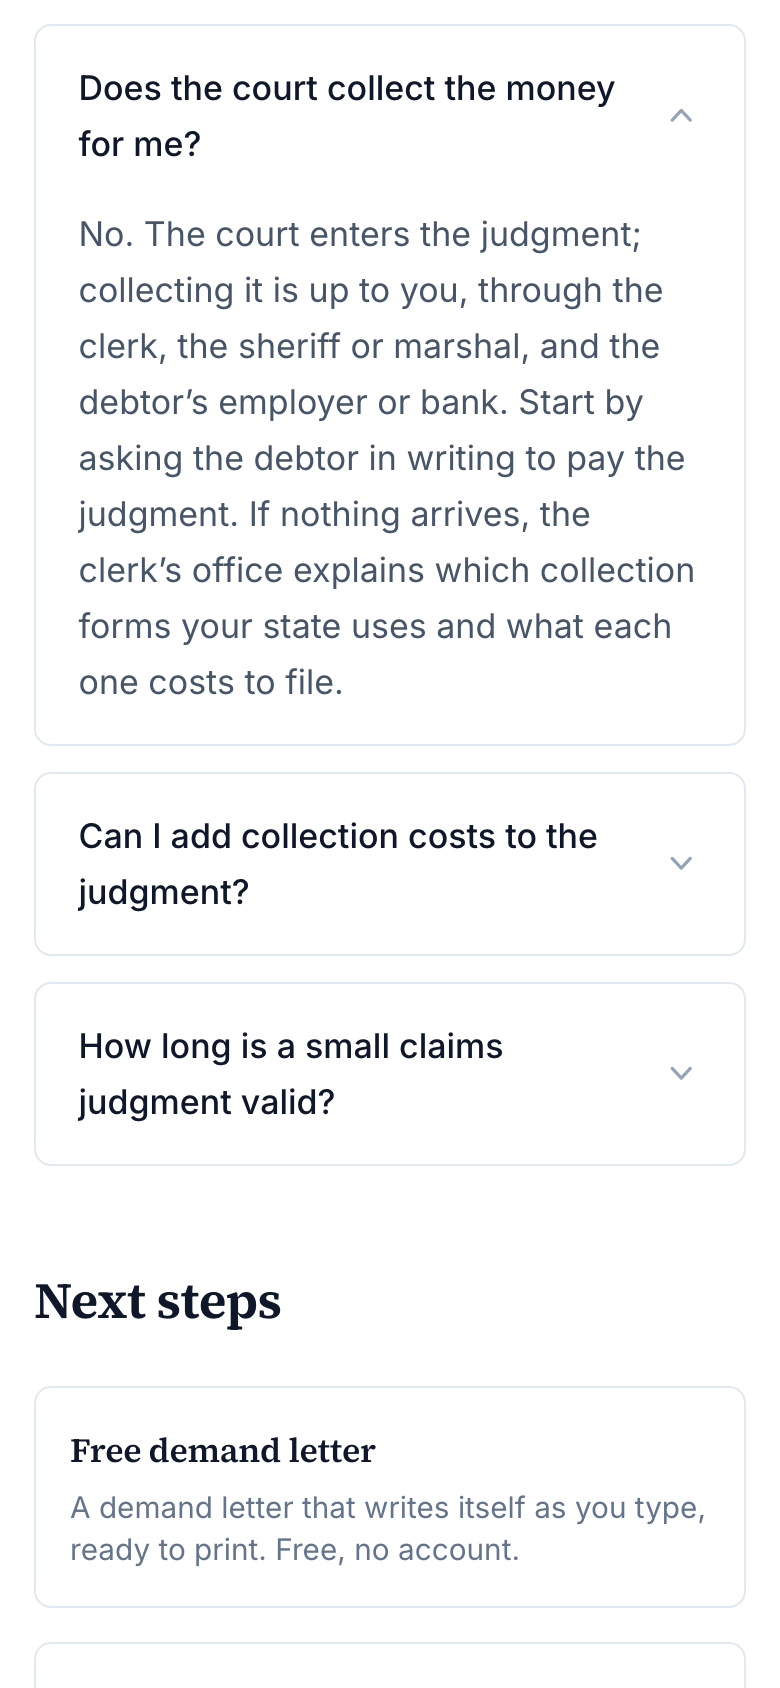 Does the court collect the money
for me?
No. The court enters the judgment;
collecting it is up to you, through the
clerk, the sheriff or marshal, and the
debtor’s employer or bank. Start by
asking the debtor in writing to pay the
judgment. If nothing arrives, the
clerk’s office explains which collection
forms your state uses and what each
one costs to file.
Can I add collection costs to the
judgment?
How long is a small claims
judgment valid?
Next steps
Free demand letter
A demand letter that writes itself as you type,
ready to print. Free, no account.